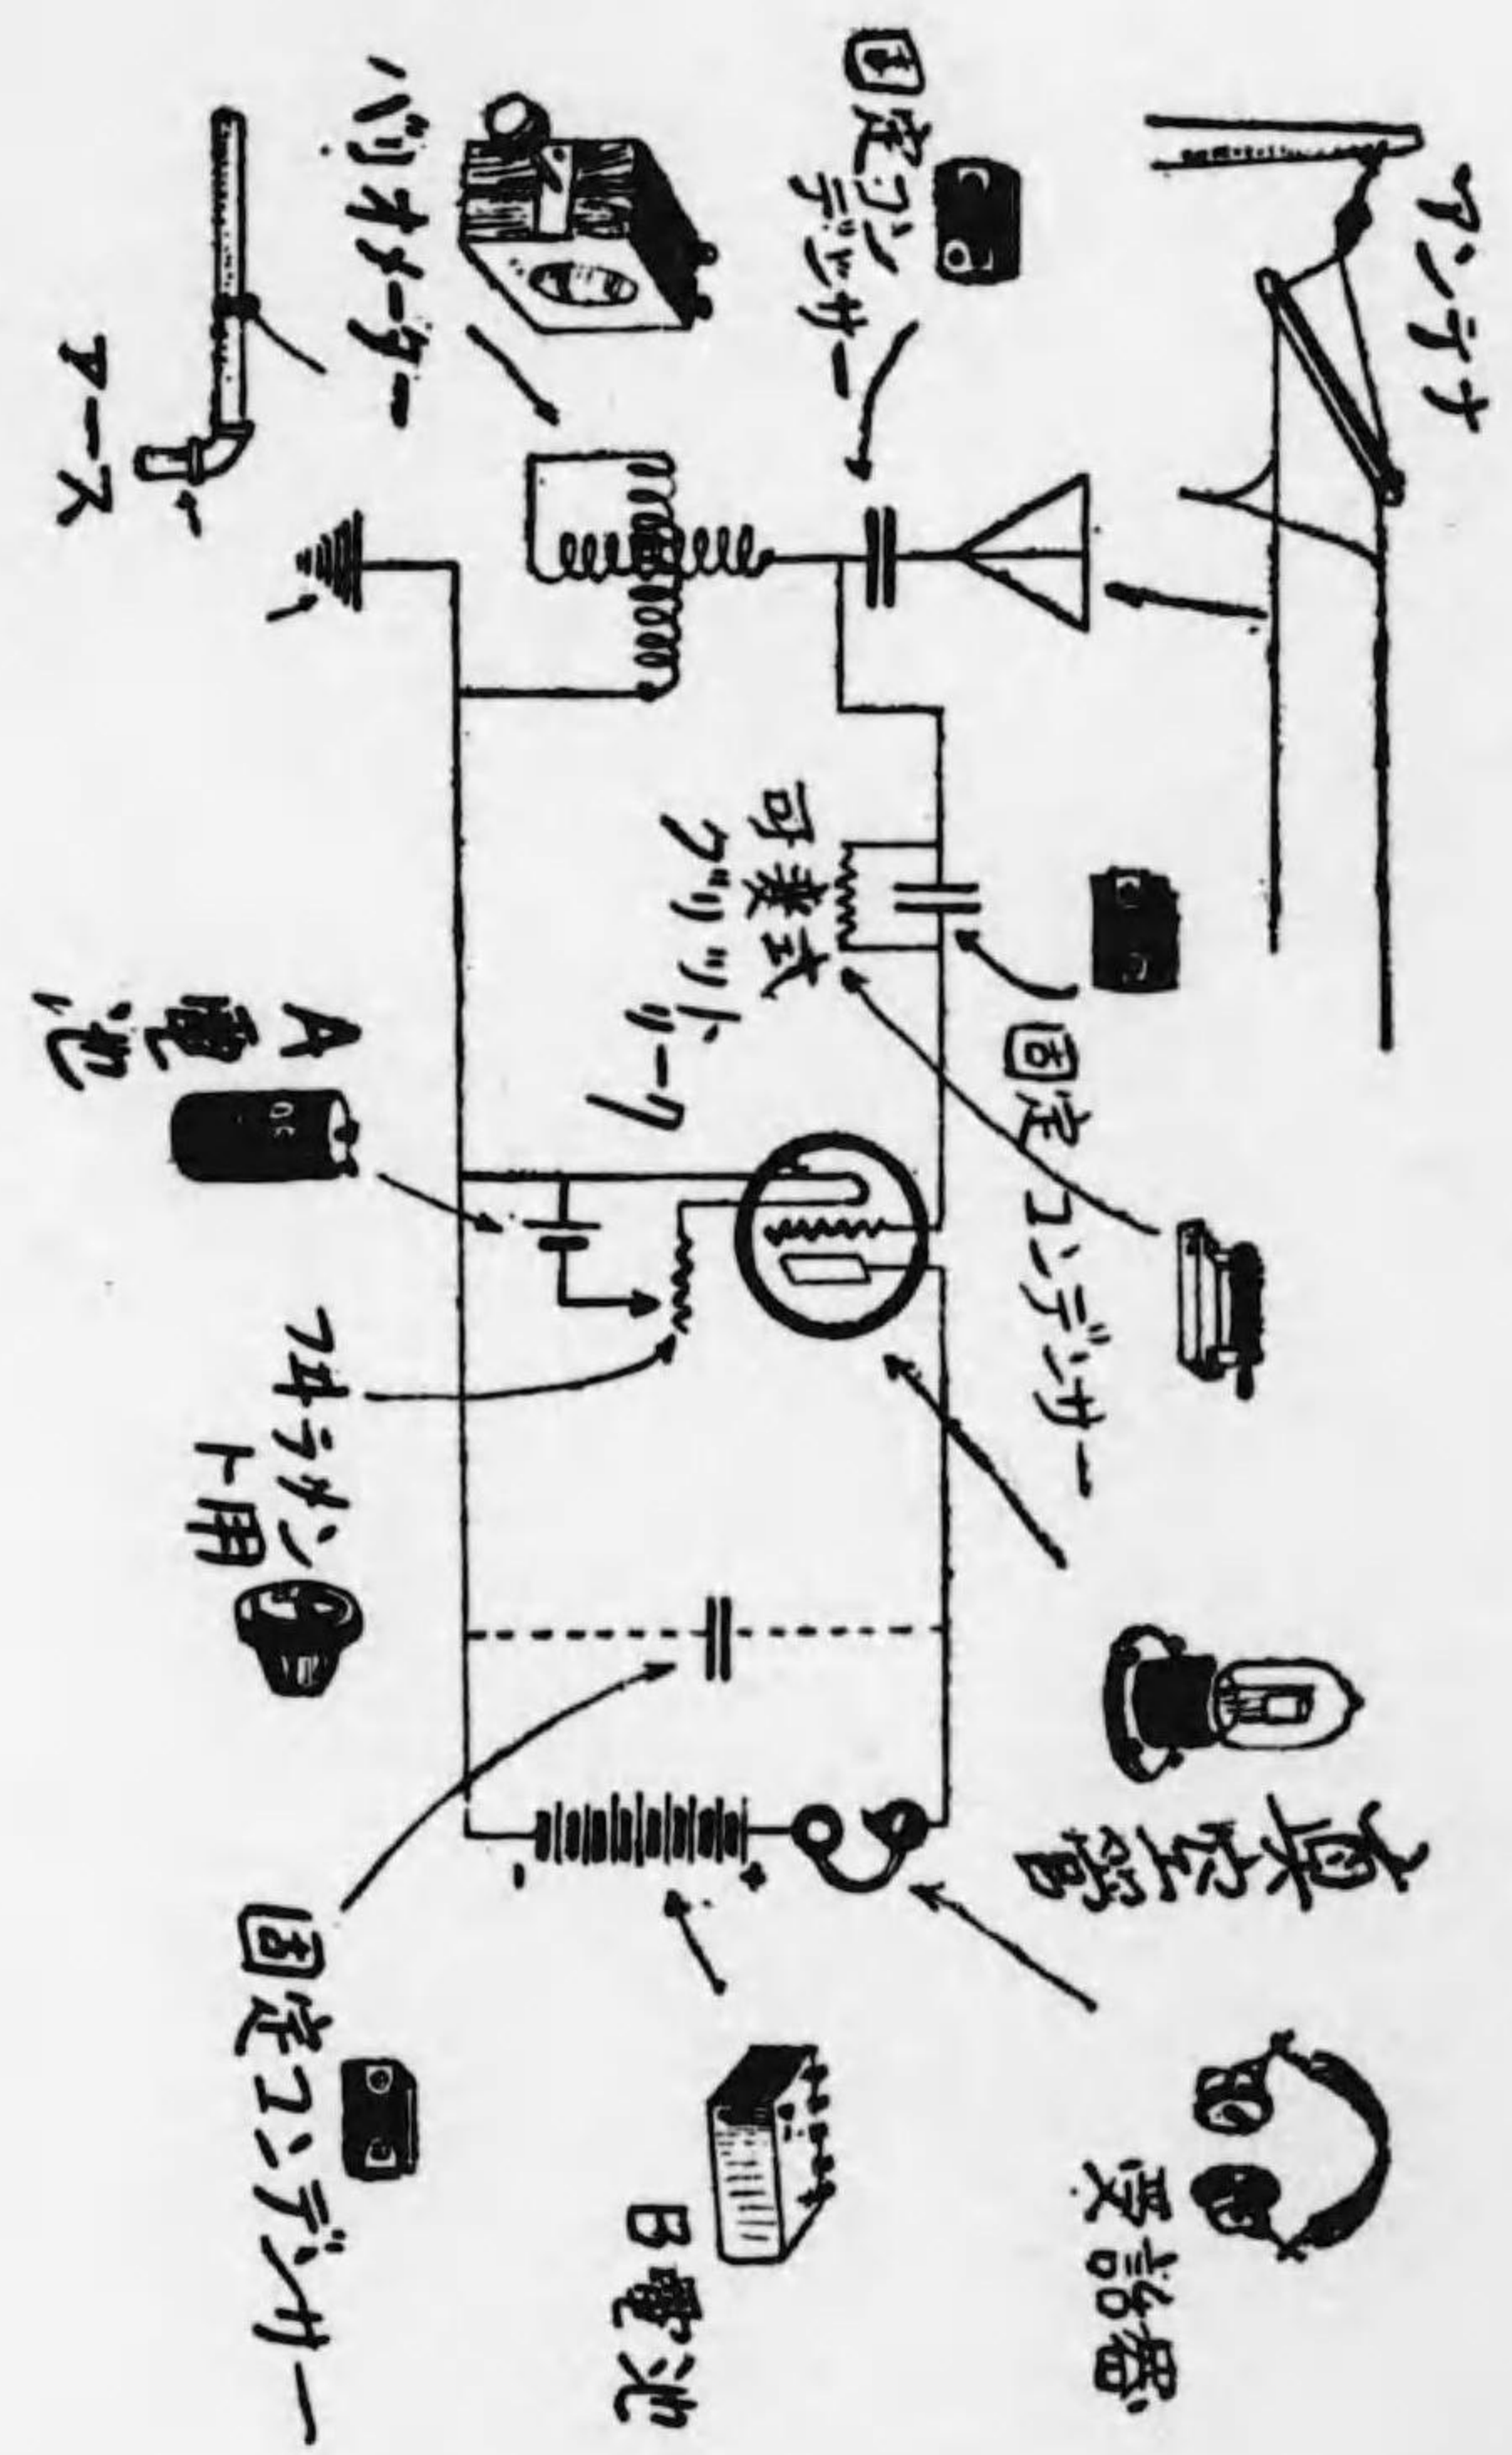 アンテナ
固定コン
デンサー
バリオメーター
アース
固定コンデンサー
可変式
グリッドリーク
真空管
受話器
A電池
フヰラメン
ト用
固定コンデンサー
B電池
+
-